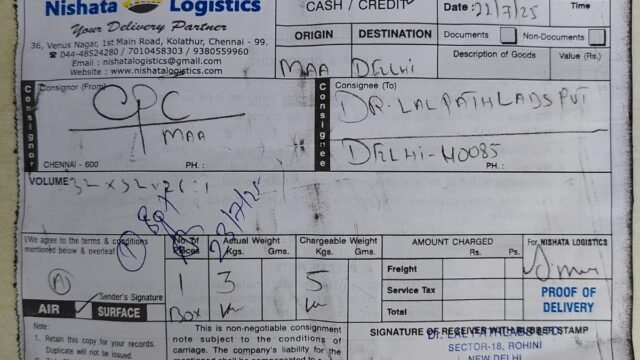 Nishata Logistics
Your Delivery Partner
36, Venus Nagar, 1st Main Road, Kolathur, Chennai - 99.
044-48524280 / 7010458303 / 9380559960
Email : nishatalogistics@gmail.com
Website : www.nishatalogistics.com
CASH / CREDIT
Date : 22/7/25
Time
ORIGIN DESTINATION
MAA DELHI
Documents Non-Documents
Description of Goods Value (Rs.)
Consignor
Consignor (From)
CPC
MAA
CHENNAI - 600 PH. :
Consignee
Consignee (To)
DR. LAL PATH LABS PVT
DELHI-110085
PH. :
VOLUME
I/We agree to the terms & conditions
mentioned below & overleaf
A
Sender's Signature
AIR SURFACE
No. of Pieces
1
Box
Actual Weight
Kgs. Gms.
3
Chargeable Weight
Kgs. Gms.
5
23/7/25
AMOUNT CHARGED
Rs. Ps.
Freight
Service Tax
Total
For NISHATA LOGISTICS
PROOF OF
DELIVERY
Note :
1. Retain this copy for your records.
Duplicate will not be issued.
This is non-negotiable consignment
note subject to the conditions of
carriage. The company's liability for the
SIGNATURE OF RECEIVER WITH RUBBER STAMP
SECTOR-18, ROHINI
NEW DELHI